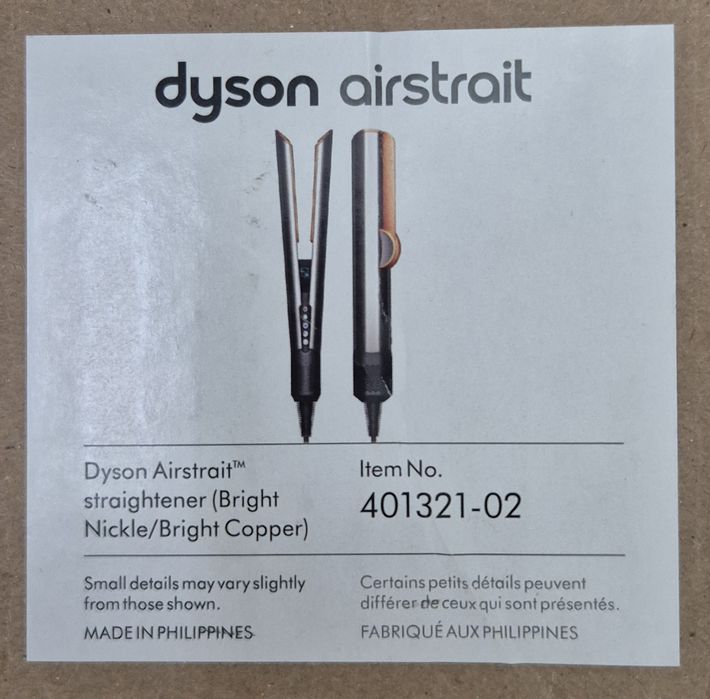 dyson airstrait
Dyson Airstrait™
straightener (Bright
Nickle/Bright Copper)
Item No.
401321-02
Small details may vary slightly
from those shown.
MADE IN PHILIPPINES
Certains petits détails peuvent
différer de ceux qui sont présentés.
FABRIQUÉ AUX PHILIPPINES